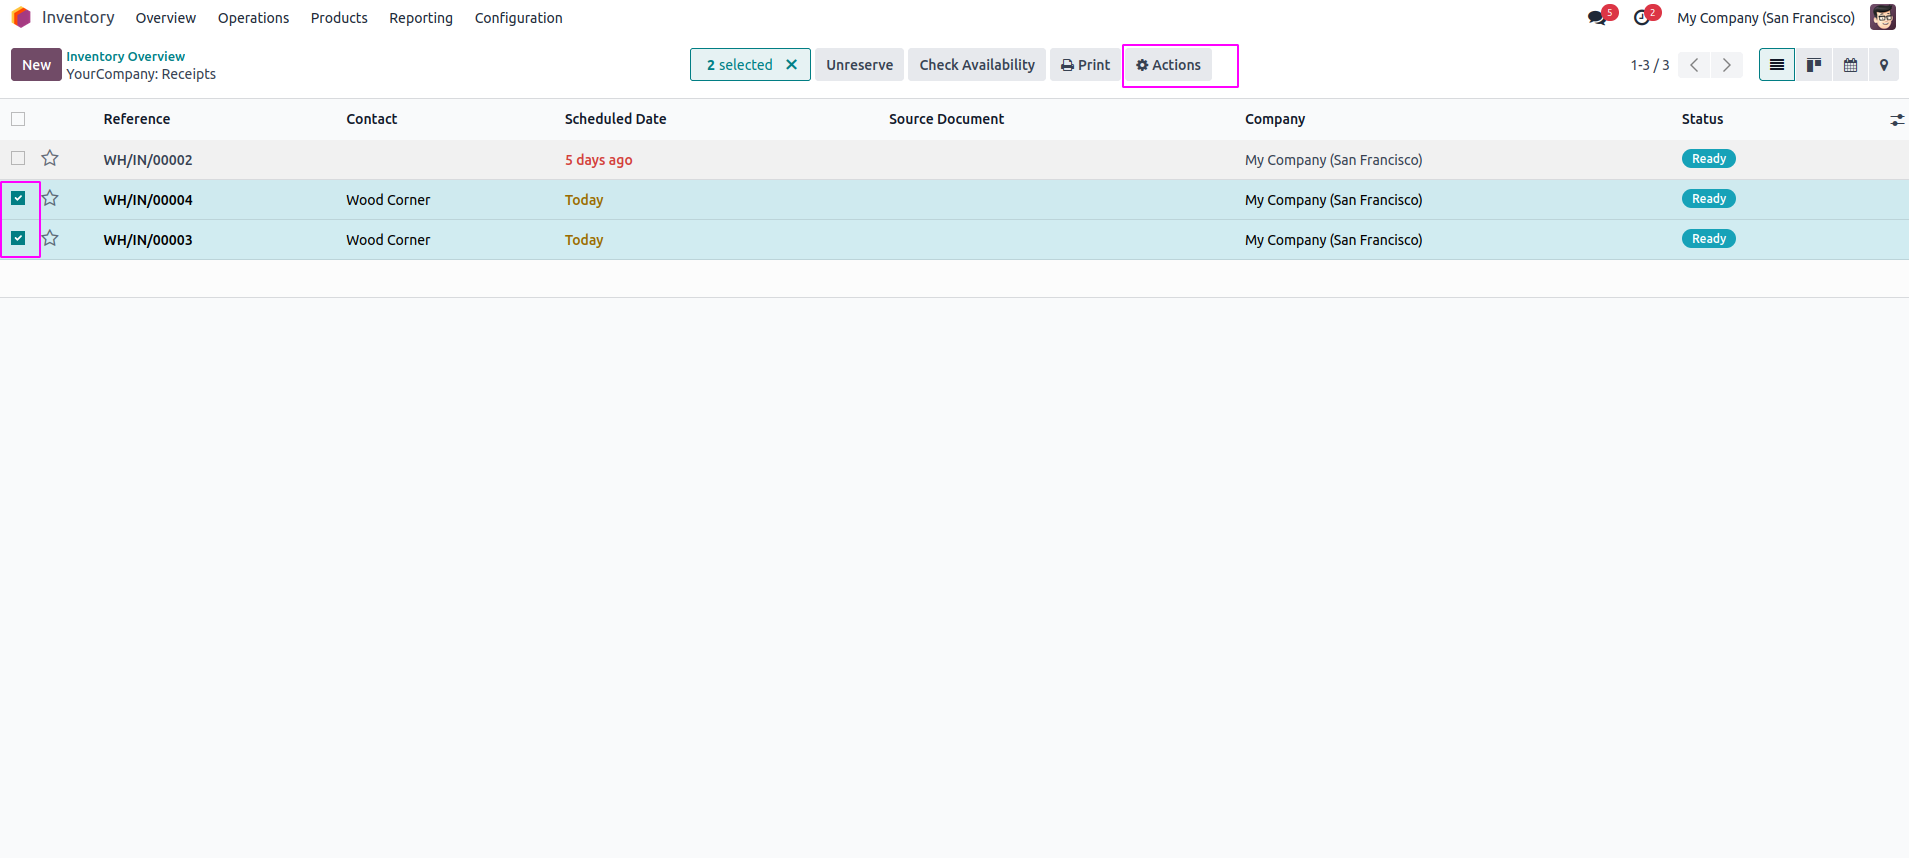 Inventory Overview Operations Products Reporting Configuration 5 2 My Company (San Francisco)
New Inventory Overview 2 selected Unreserve Check Availability Print Actions 1-3 / 3
YourCompany: Receipts
Reference Contact Scheduled Date Source Document Company Status
WH/IN/00002 5 days ago My Company (San Francisco) Ready
WH/IN/00004 Wood Corner Today My Company (San Francisco) Ready
WH/IN/00003 Wood Corner Today My Company (San Francisco) Ready